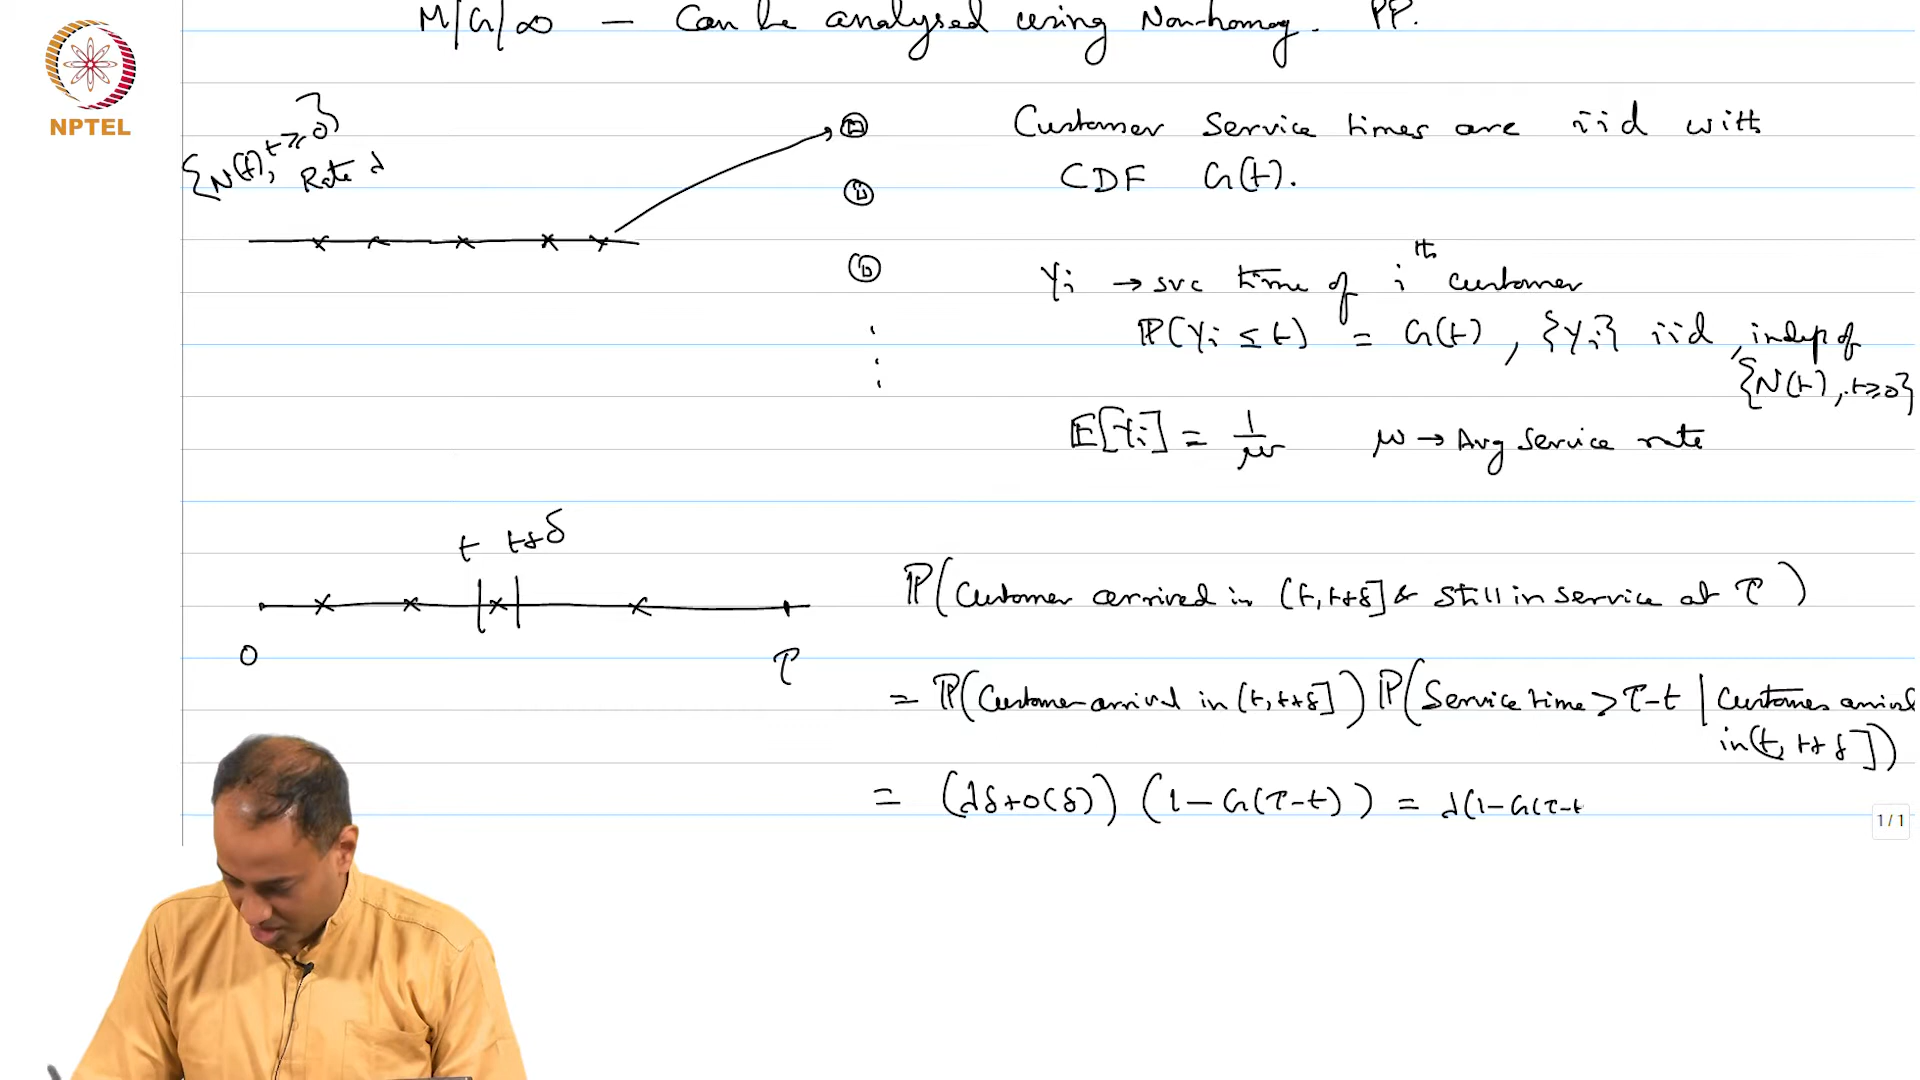 M/G/∞ — Can be analysed using Non-homog. PP.
NPTEL
{N(t), t≥0}
Rate λ
Customer service times are iid with
CDF G(t).
Yi → svc time of ith customer
P(Yi ≤ t) = G(t), {Yi} iid, indep of
{N(t), t≥0}
E[Yi] = 1/μ μ → Avg service rate
t t+δ
0 τ
P(Customer arrived in (t, t+δ] & still in service at τ)
= P(Customer arrival in (t, t+δ]) P(Service time > τ-t | Customer arrival
in (t, t+δ])
= (λδ+o(δ)) (1-G(τ-t)) = λ(1-G(τ-t
1 / 1